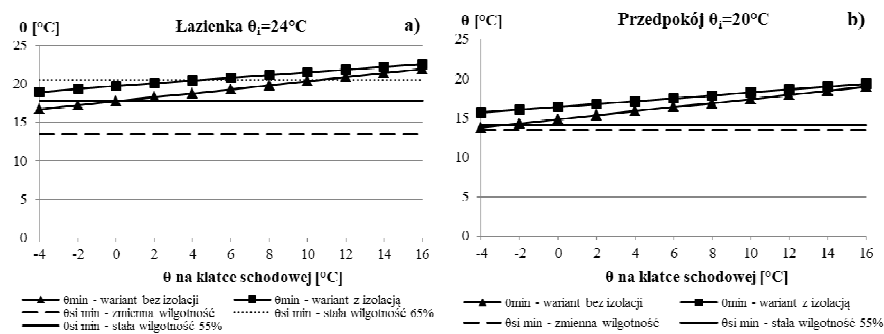 θ [°C] Łazienka θi=24°C a)
25
20
15
10
5
0
-4 -2 0 2 4 6 8 10 12 14 16
θ na klatce schodowej [°C]
θmin - wariant bez izolacji
θmin - wariant z izolacją
θsi min - zmienna wilgotność
θsi min - stała wilgotność 65%
θsi min - stała wilgotność 55%
θ [°C] Przedpokój θi=20°C b)
25
20
15
10
5
0
-4 -2 0 2 4 6 8 10 12 14 16
θ na klatce schodowej [°C]
θmin - wariant bez izolacji
θmin - wariant z izolacją
θsi min - zmienna wilgotność
θsi min - stała wilgotność 55%